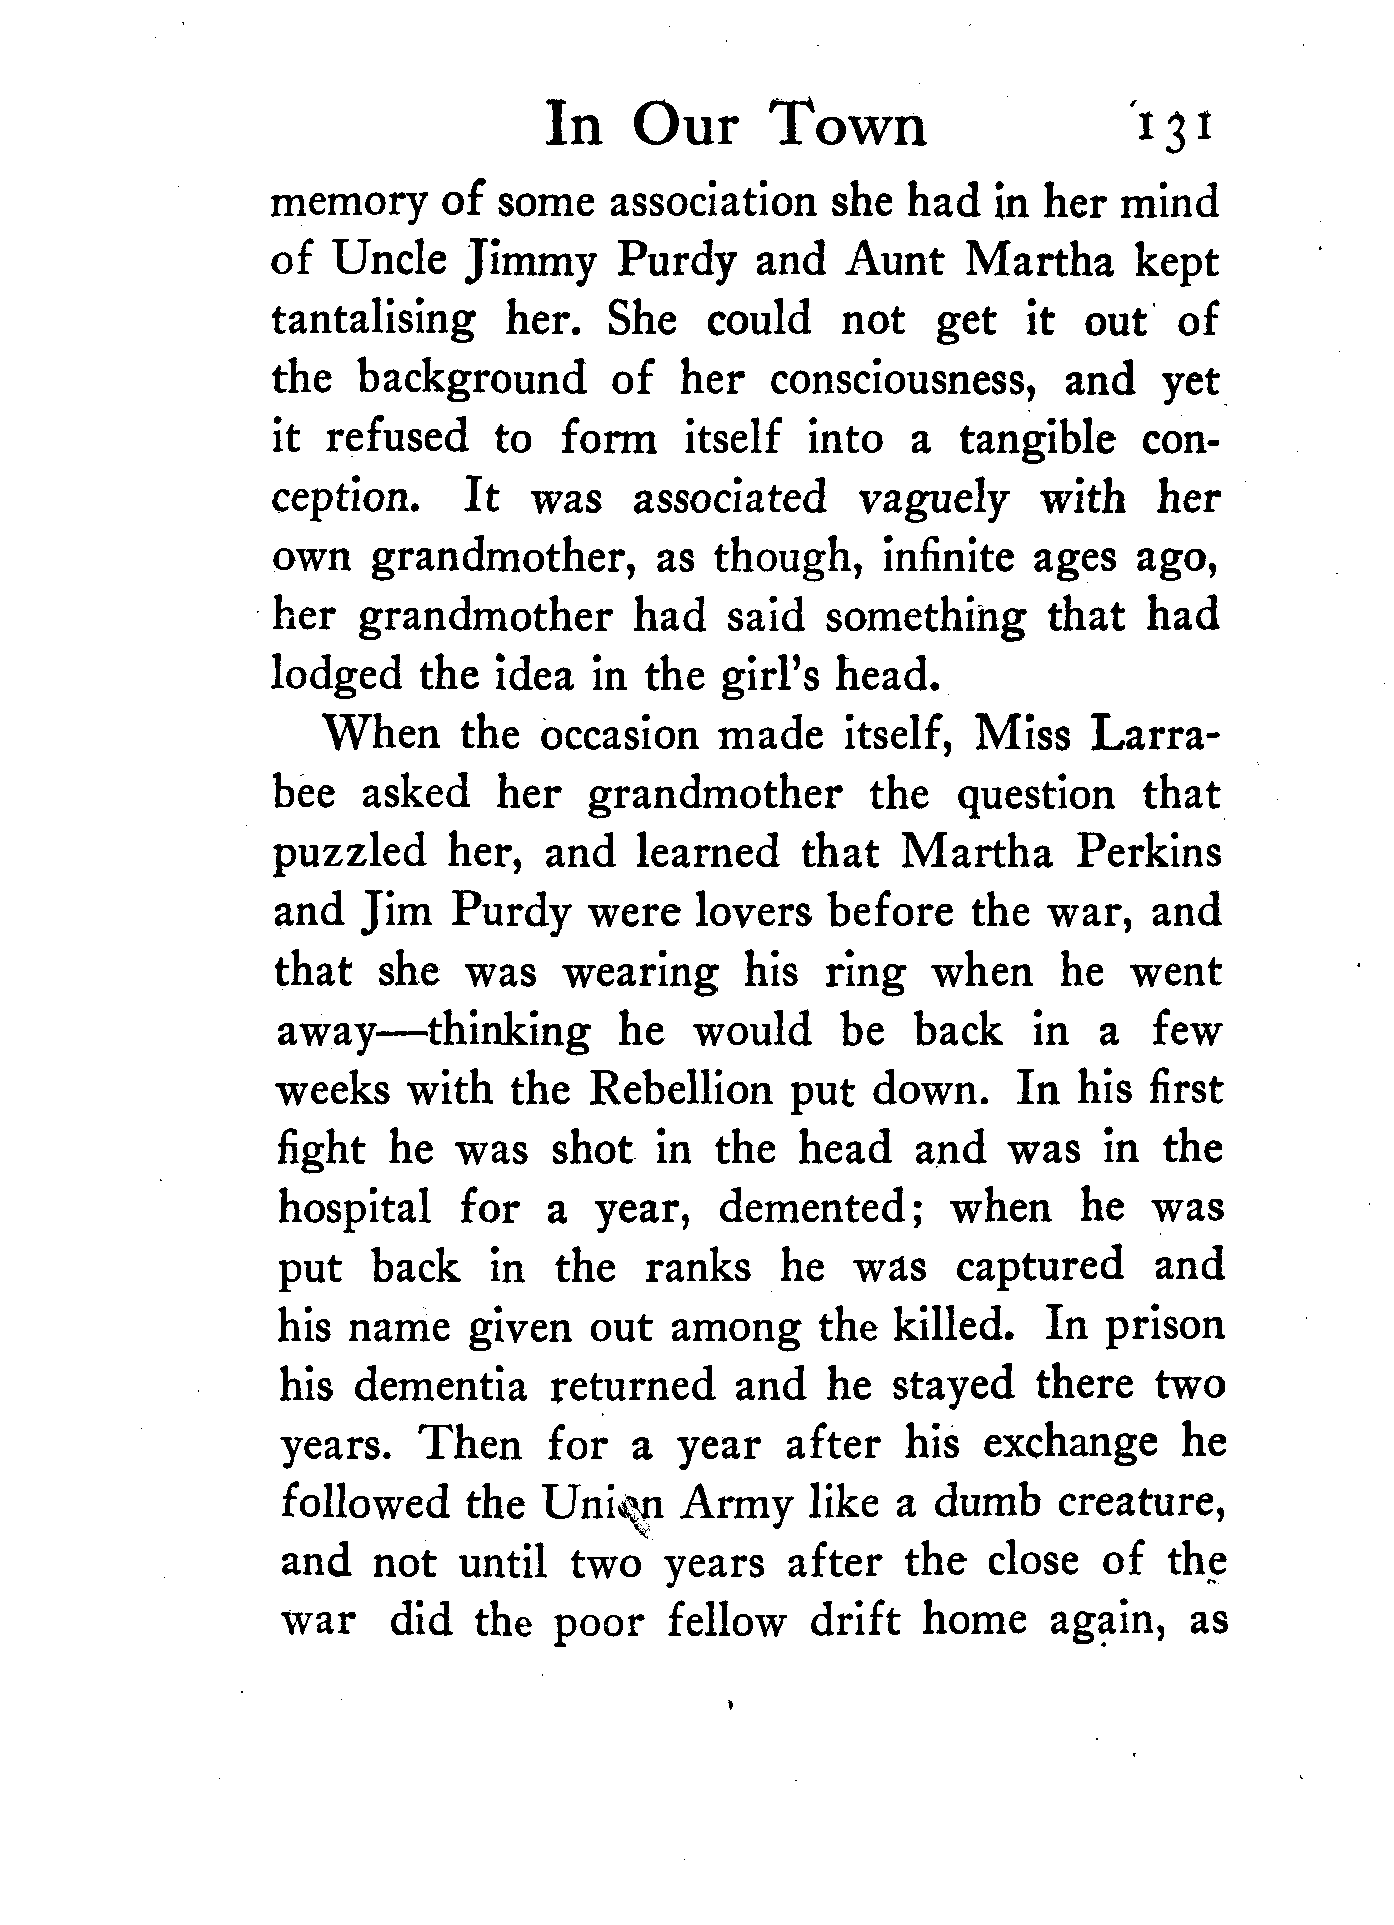 In Our Town 131
memory of some association she had in her mind
of Uncle Jimmy Purdy and Aunt Martha kept
tantalising her. She could not get it out of
the background of her consciousness, and yet
it refused to form itself into a tangible con-
ception. It was associated vaguely with her
own grandmother, as though, infinite ages ago,
her grandmother had said something that had
lodged the idea in the girl's head.
When the occasion made itself, Miss Larra-
bee asked her grandmother the question that
puzzled her, and learned that Martha Perkins
and Jim Purdy were lovers before the war, and
that she was wearing his ring when he went
away—thinking he would be back in a few
weeks with the Rebellion put down. In his first
fight he was shot in the head and was in the
hospital for a year, demented; when he was
put back in the ranks he was captured and
his name given out among the killed. In prison
his dementia returned and he stayed there two
years. Then for a year after his exchange he
followed the Union Army like a dumb creature,
and not until two years after the close of the
war did the poor fellow drift home again, as